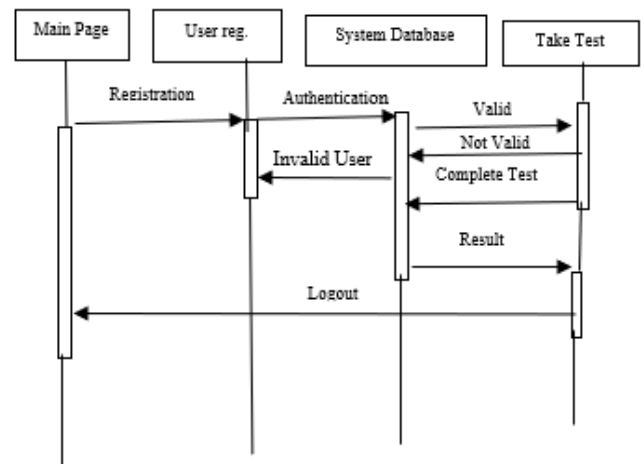 Main Page
User reg.
System Database
Take Test
Registration
Authentication
Valid
Not Valid
Invalid User
Complete Test
Result
Logout